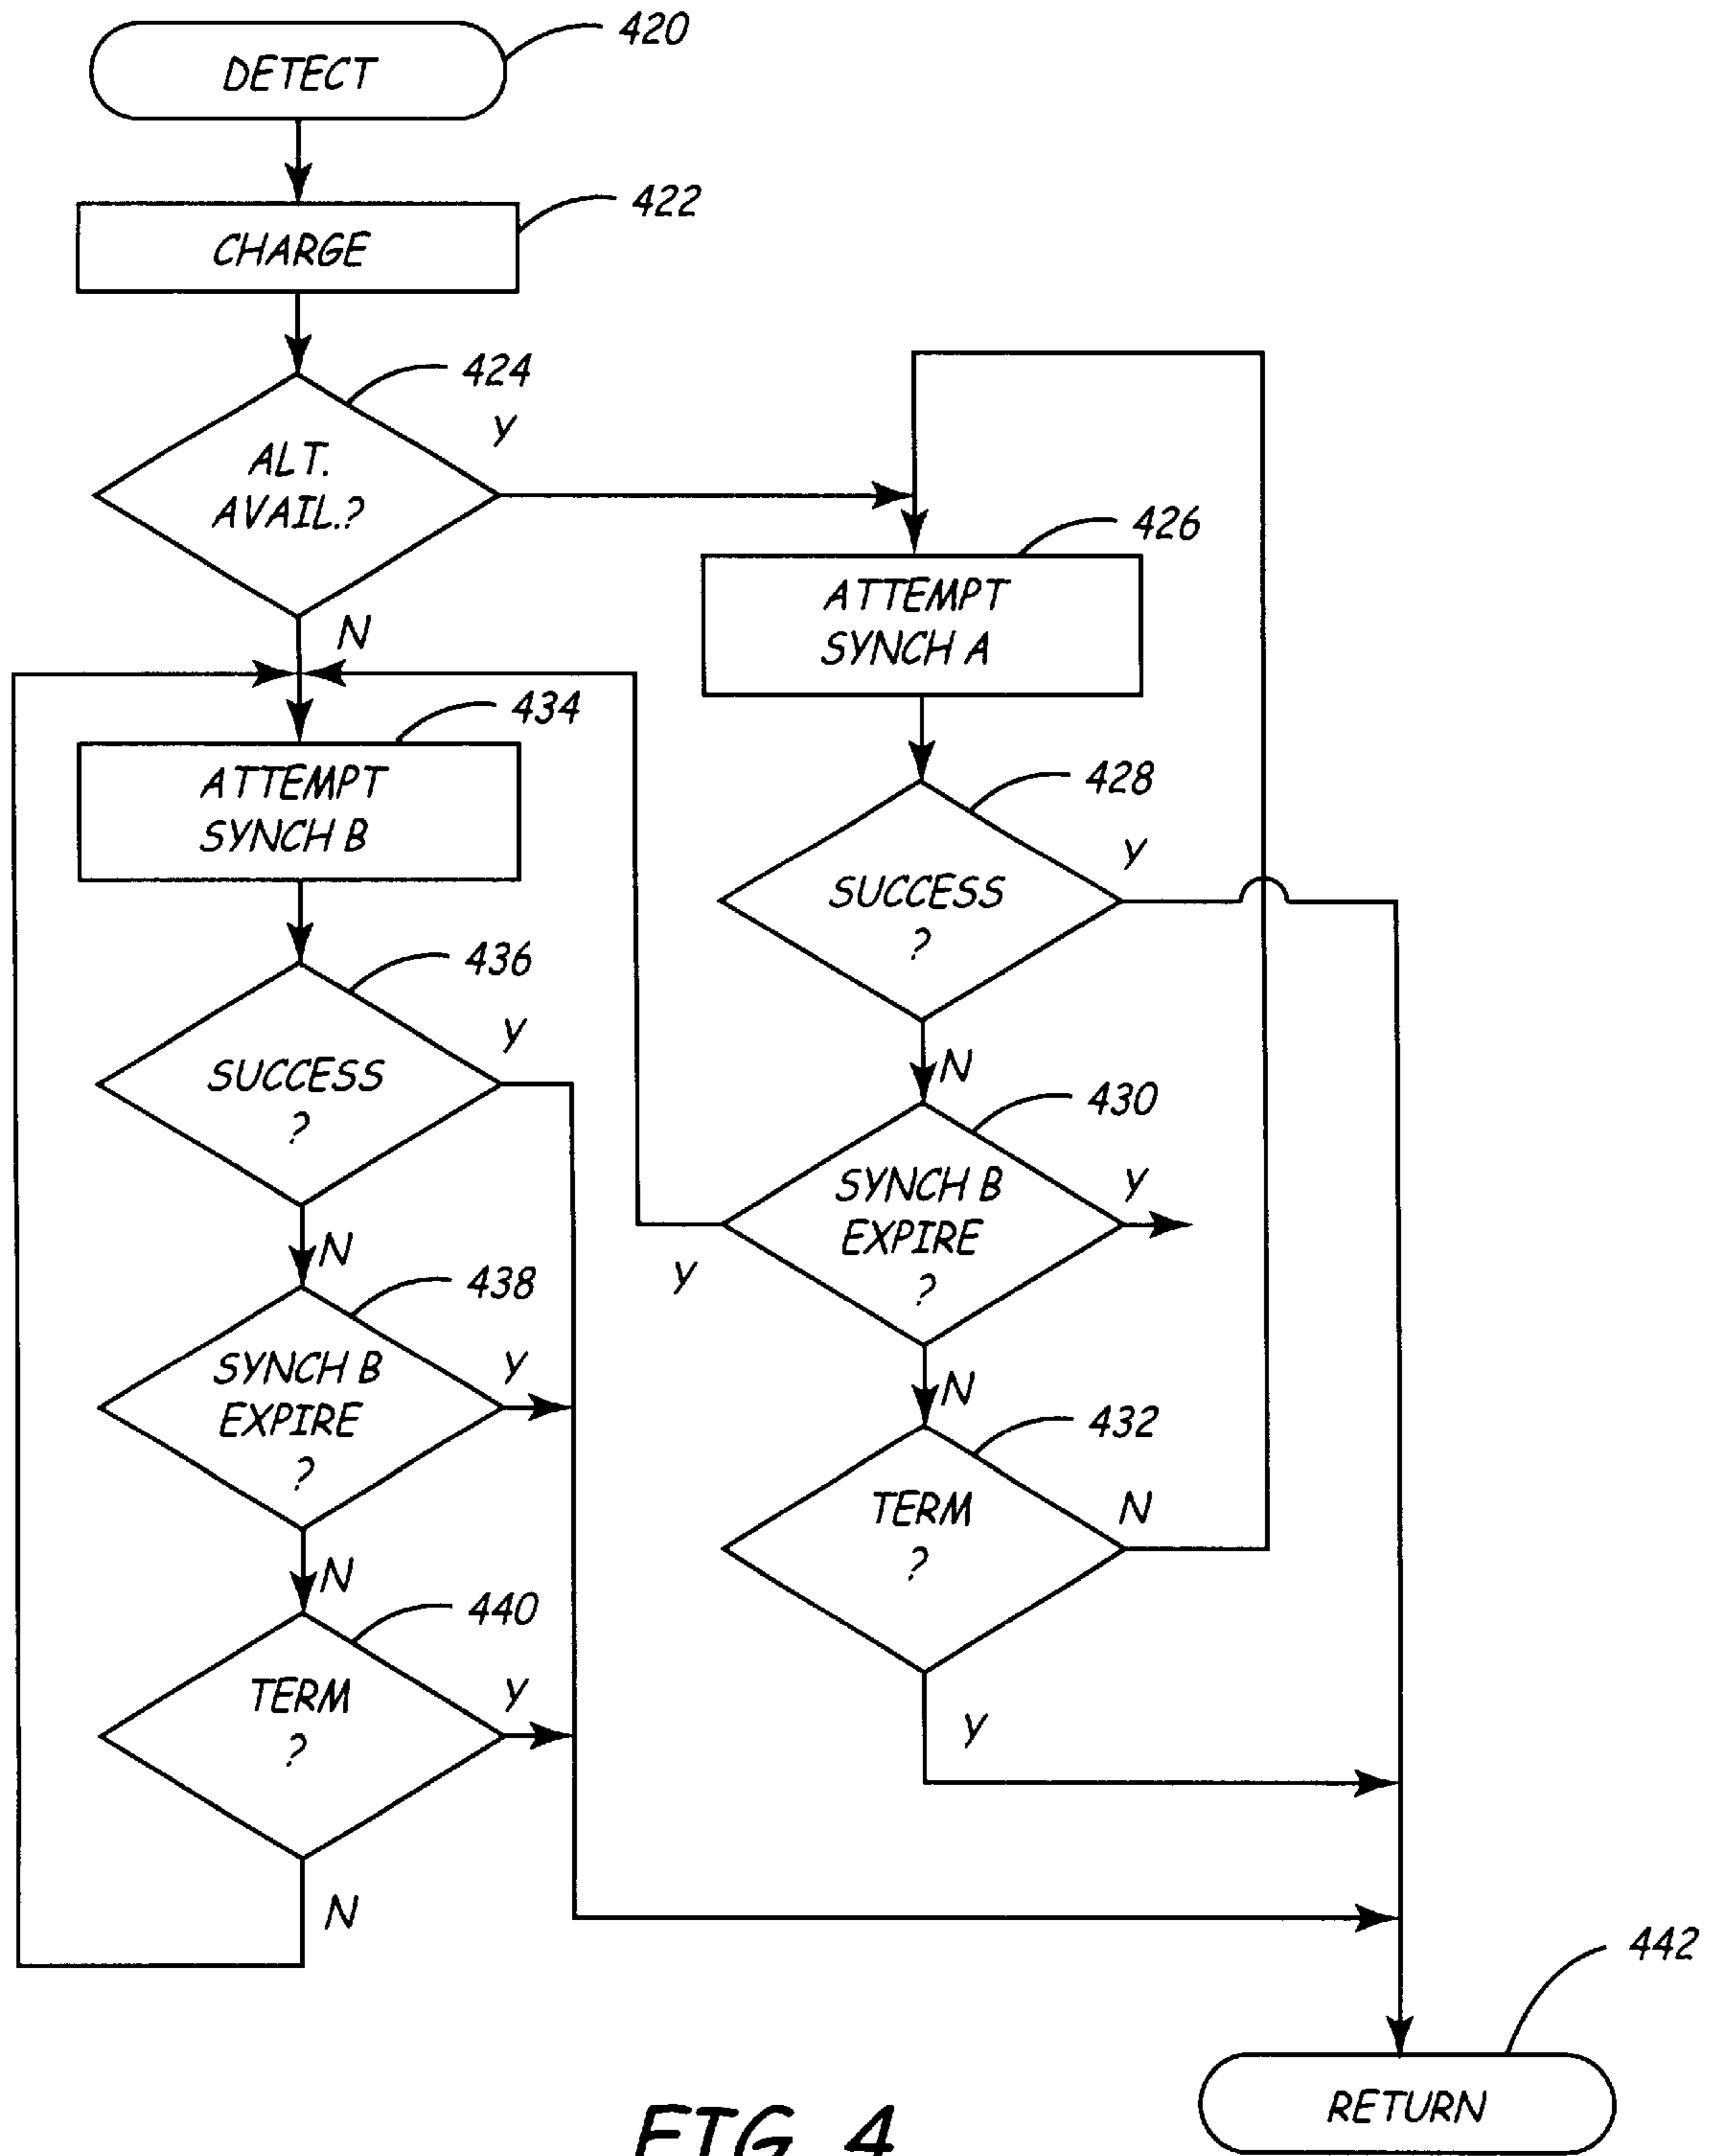 420
DETECT
422
CHARGE
424
Y
ALT.
AVAIL.?
N
426
ATTEMPT
SYNCH A
434
ATTEMPT
SYNCH B
428
Y
SUCCESS
?
N
436
Y
SUCCESS
?
N
430
Y
SYNCH B
EXPIRE
?
Y
N
438
Y
SYNCH B
EXPIRE
?
N
432
TERM
?
N
Y
440
Y
TERM
?
N
442
RETURN
FIG. 4